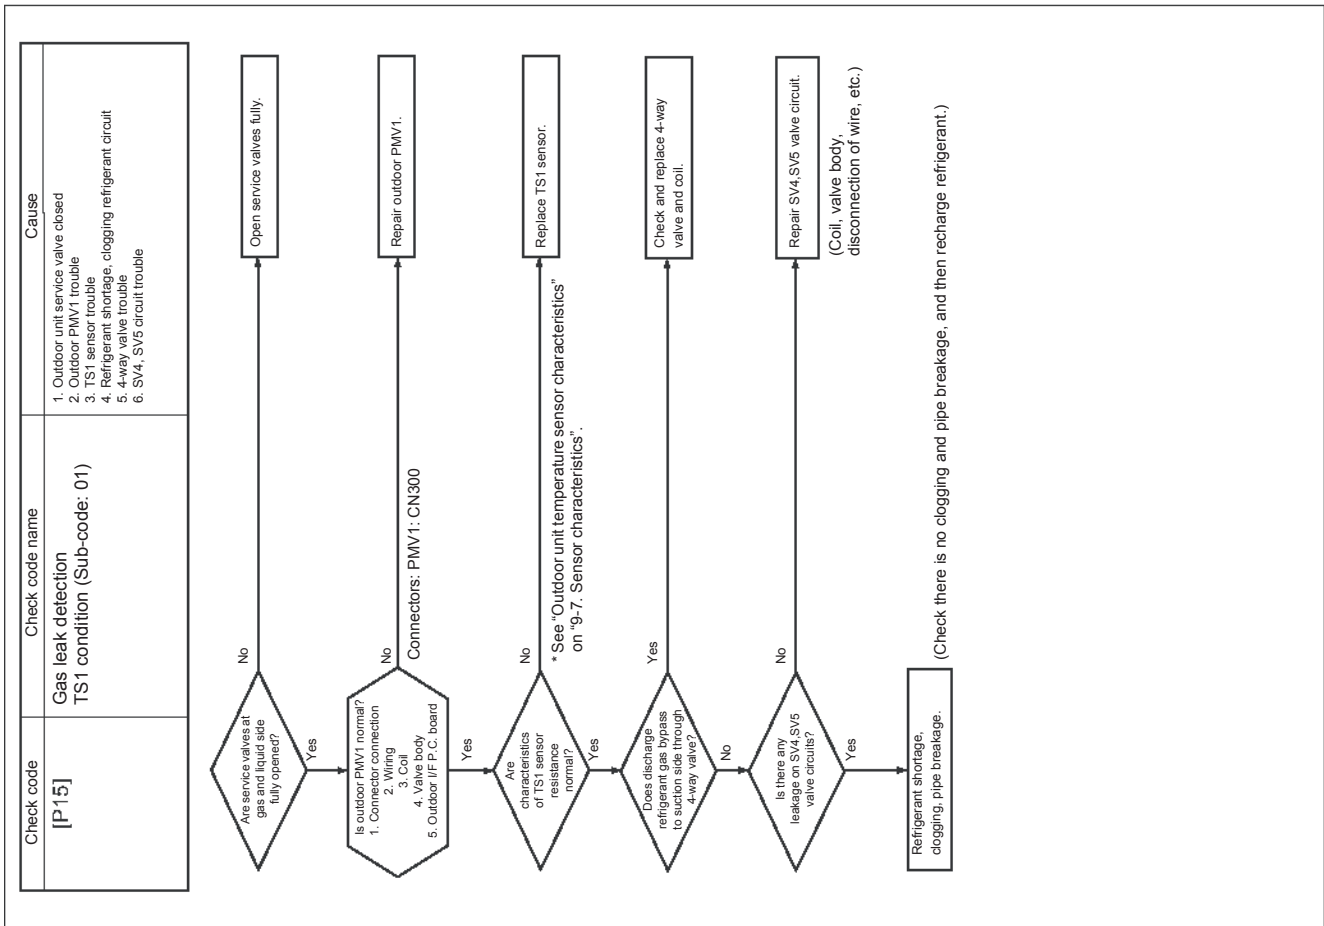 Check code
Check code name
Cause
[P15]
Gas leak detection
TS1 condition (Sub-code: 01)
1. Outdoor unit service valve closed
2. Outdoor PMV1 trouble
3. TS1 sensor trouble
4. Refrigerant shortage, clogging refrigerant circuit
5. 4-way valve trouble
6. SV4, SV5 circuit trouble
Are service valves at
gas and liquid side
fully opened?
No
Open service valves fully.
Yes
Is outdoor PMV1 normal?
1. Connector connection
2. Wiring
3. Coil
4. Valve body
5. Outdoor I/F P.C. board
No
Repair outdoor PMV1.
Connectors: PMV1: CN300
Yes
Are
characteristics
of TS1 sensor
resistance
normal?
No
Replace TS1 sensor.
* See "Outdoor unit temperature sensor characteristics"
on "9-7. Sensor characteristics".
Yes
Does discharge
refrigerant gas bypass
to suction side through
4-way valve?
Yes
Check and replace 4-way
valve and coil.
No
Is there any
leakage on SV4,SV5
valve circuits?
No
Repair SV4,SV5 valve circuit.
(Coil, valve body,
disconnection of wire, etc.)
Yes
Refrigerant shortage,
clogging, pipe breakage.
(Check there is no clogging and pipe breakage, and then recharge refrigerant.)